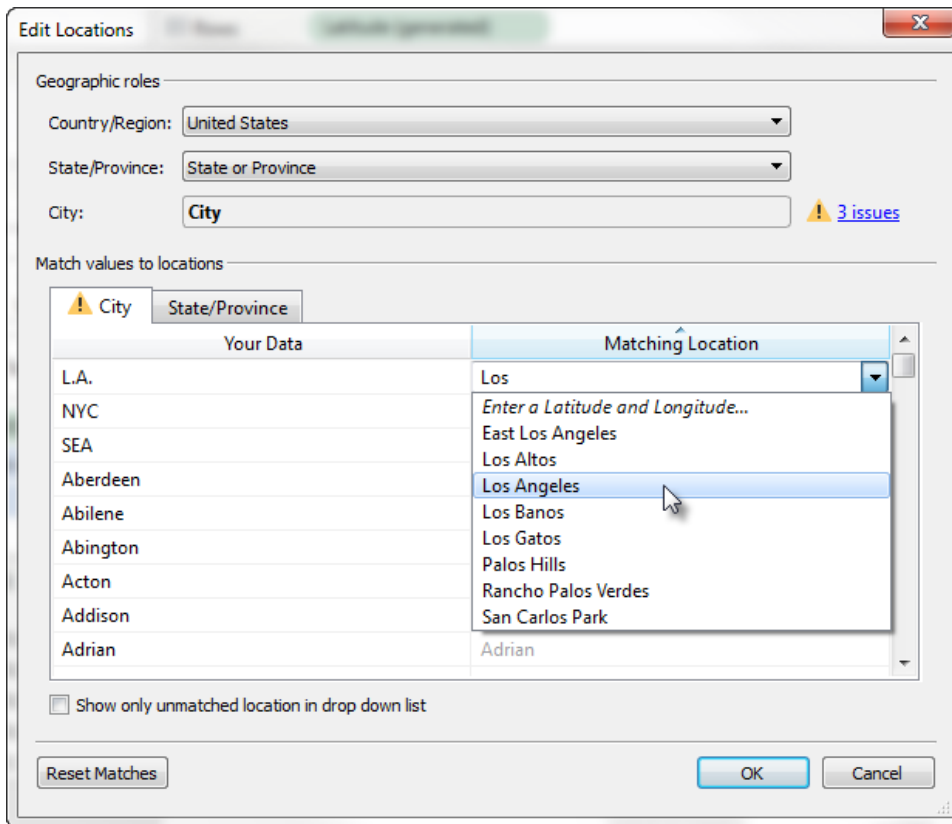 Edit Locations
Geographic roles
Country/Region: United States
State/Province: State or Province
City: City 3 issues
Match values to locations
City State/Province
Your Data Matching Location
L.A. Los
NYC Enter a Latitude and Longitude...
East Los Angeles
SEA
Los Altos
Aberdeen Los Angeles
Abilene Los Banos
Abington Los Gatos
Palos Hills
Acton
Rancho Palos Verdes
Addison San Carlos Park
Adrian Adrian
Show only unmatched location in drop down list
Reset Matches OK Cancel